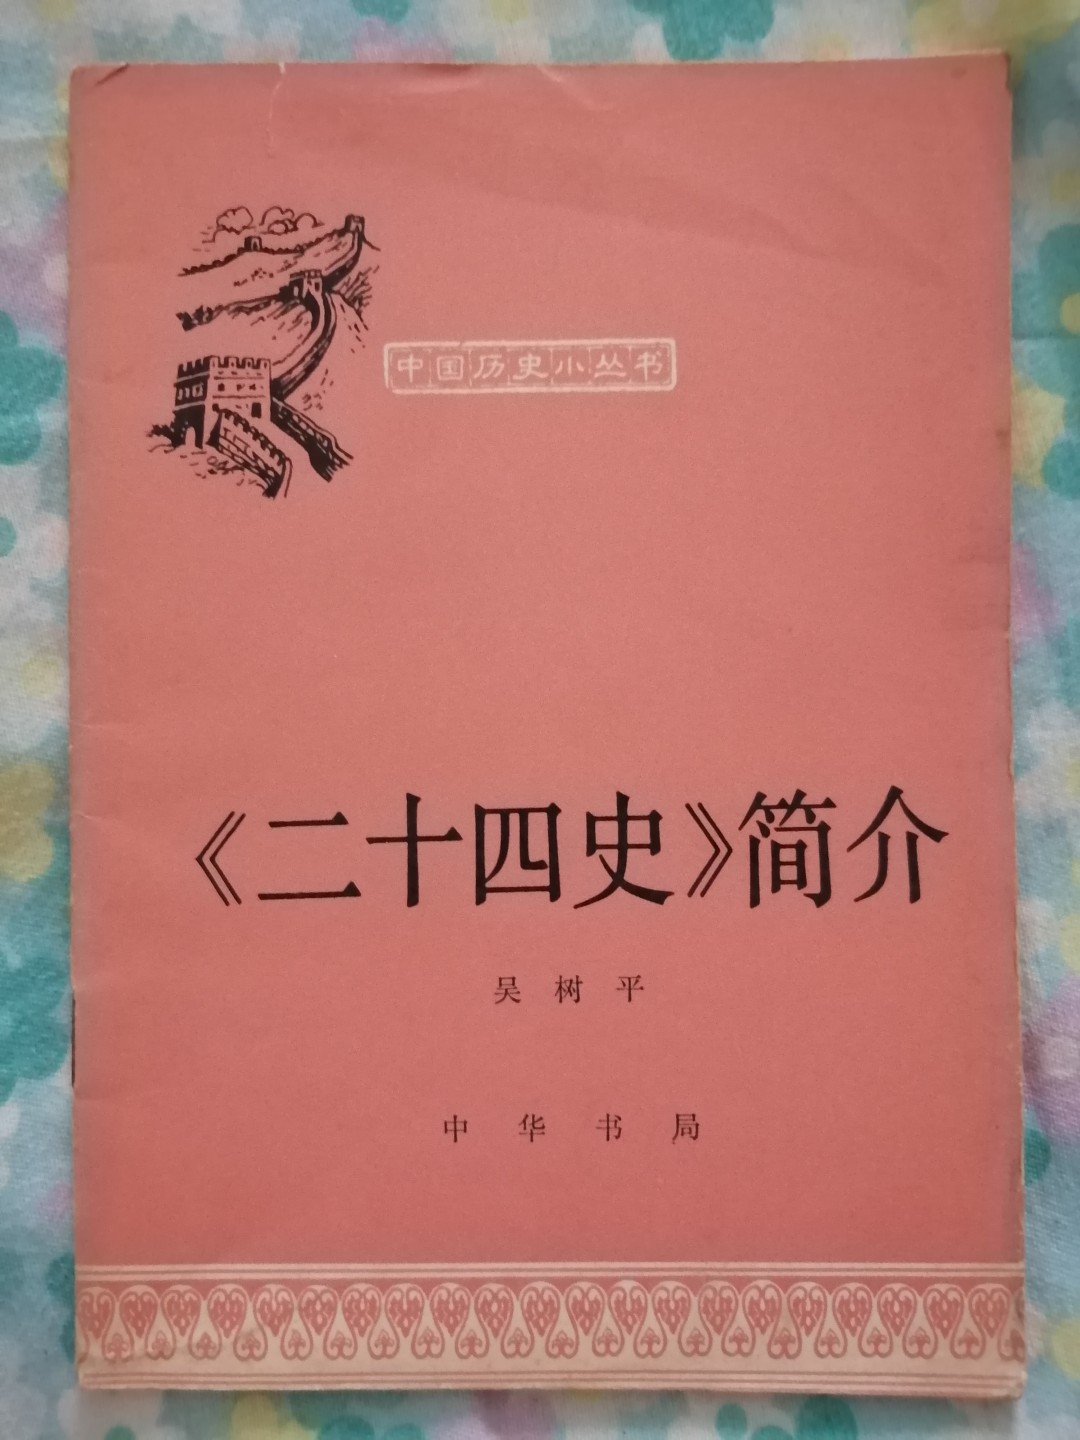 中国历史小丛书
《二十四史》简介
吴树平
中华书局